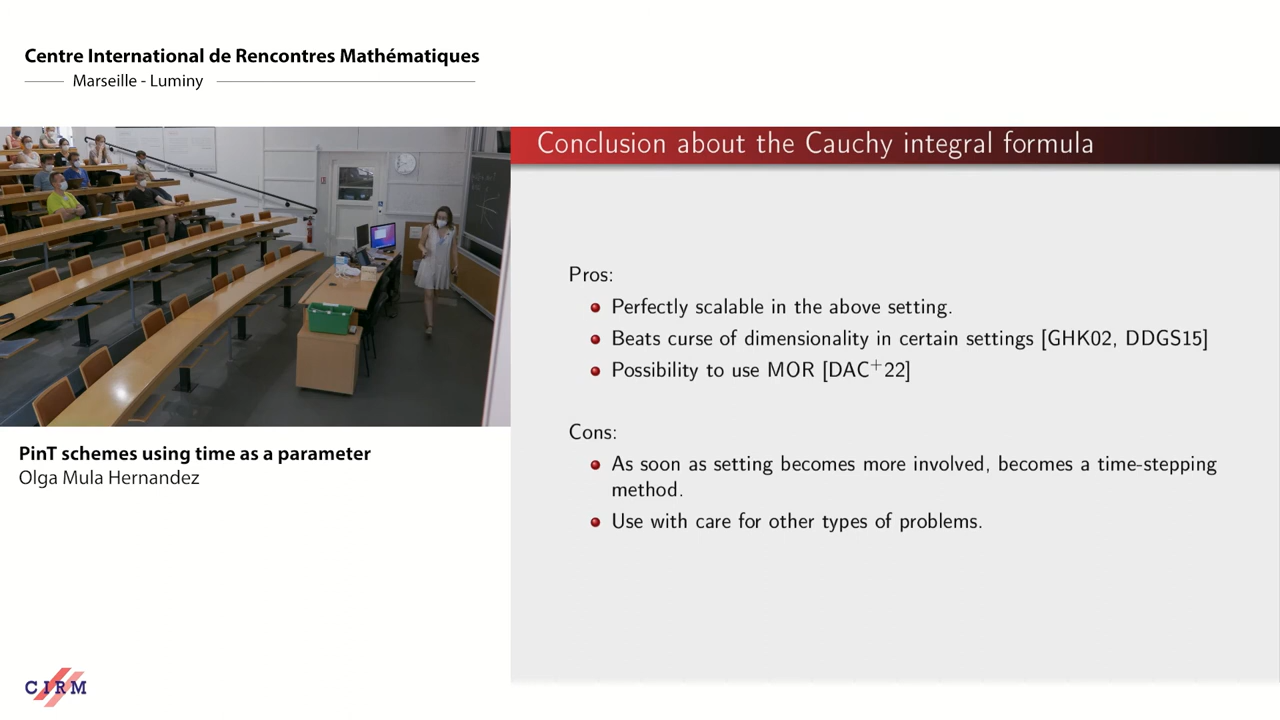 Centre International de Rencontres Mathématiques
Marseille - Luminy
Conclusion about the Cauchy integral formula
Pros:
Perfectly scalable in the above setting.
Beats curse of dimensionality in certain settings [GHK02, DDGS15]
Possibility to use MOR [DAC+22]
Cons:
As soon as setting becomes more involved, becomes a time-stepping
method.
Use with care for other types of problems.
PinT schemes using time as a parameter
Olga Mula Hernandez
CIRM